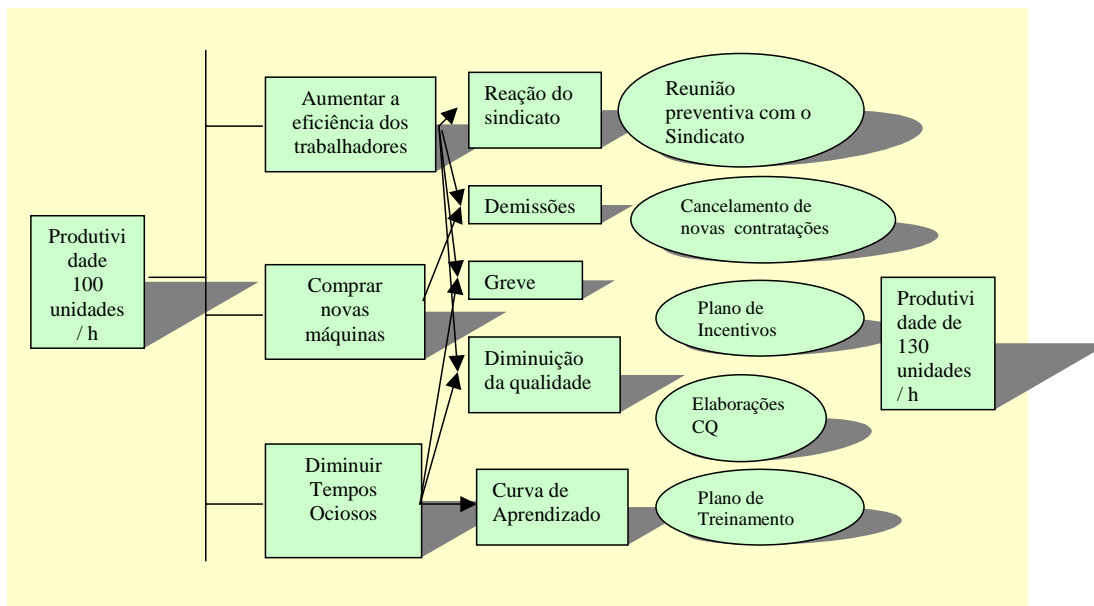 Produtivi
dade
100
unidades
/ h
Aumentar a
eficiência dos
trabalhadores
Comprar
novas
máquinas
Diminuir
Tempos
Ociosos
Reação do
sindicato
Demissões
Greve
Diminuição
da qualidade
Curva de
Aprendizado
Reunião
preventiva com o
Sindicato
Cancelamento de
novas contratações
Plano de
Incentivos
Elaborações
CQ
Plano de
Treinamento
Produtivi
dade de
130
unidades
/ h